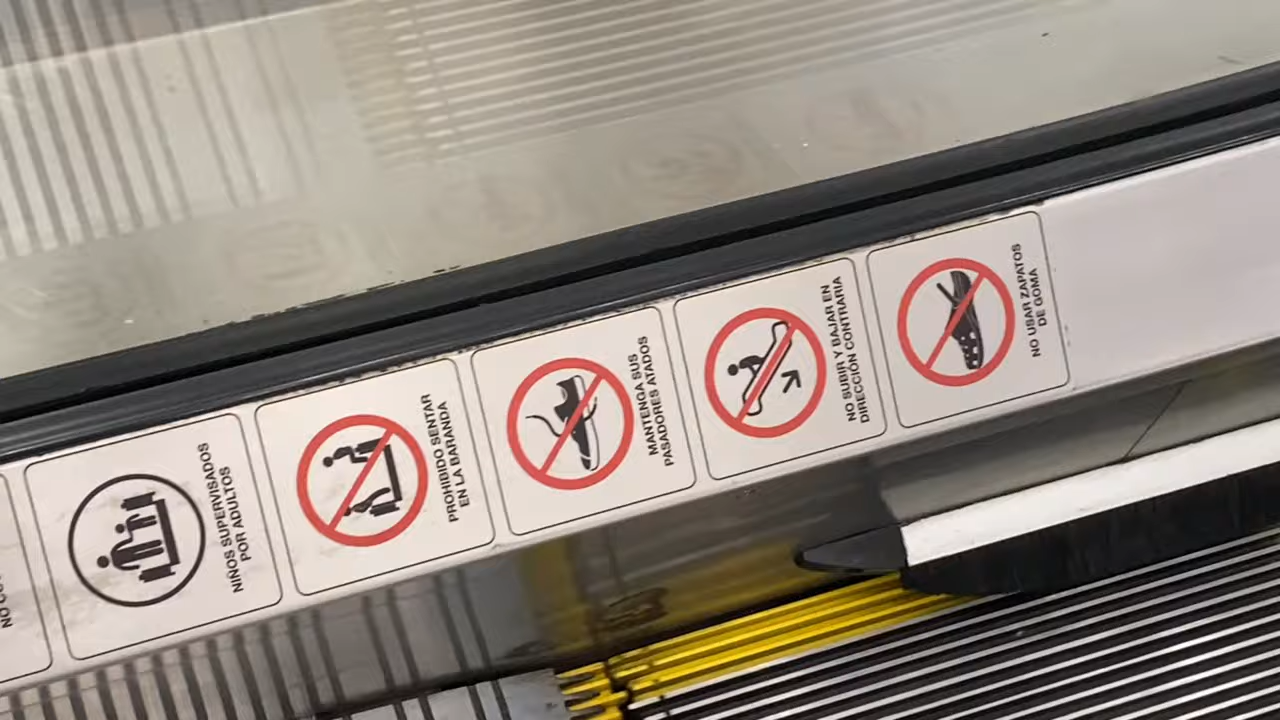 NIÑOS SUPERVISADOS
POR ADULTOS
PROHIBIDO SENTAR
EN LA BARANDA
MANTENGA SUS
PASADORES ATADOS
NO SUBIR Y BAJAR EN
DIRECCIÓN CONTRARIA
NO USAR ZAPATOS
DE GOMA